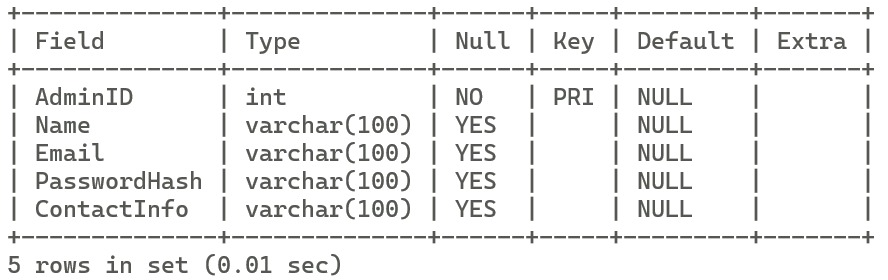 +--------------+--------------+------+-----+---------+-------+
| Field        | Type         | Null | Key | Default | Extra |
+--------------+--------------+------+-----+---------+-------+
| AdminID      | int          | NO   | PRI | NULL    |       |
| Name         | varchar(100) | YES  |     | NULL    |       |
| Email        | varchar(100) | YES  |     | NULL    |       |
| PasswordHash | varchar(100) | YES  |     | NULL    |       |
| ContactInfo  | varchar(100) | YES  |     | NULL    |       |
+--------------+--------------+------+-----+---------+-------+
5 rows in set (0.01 sec)